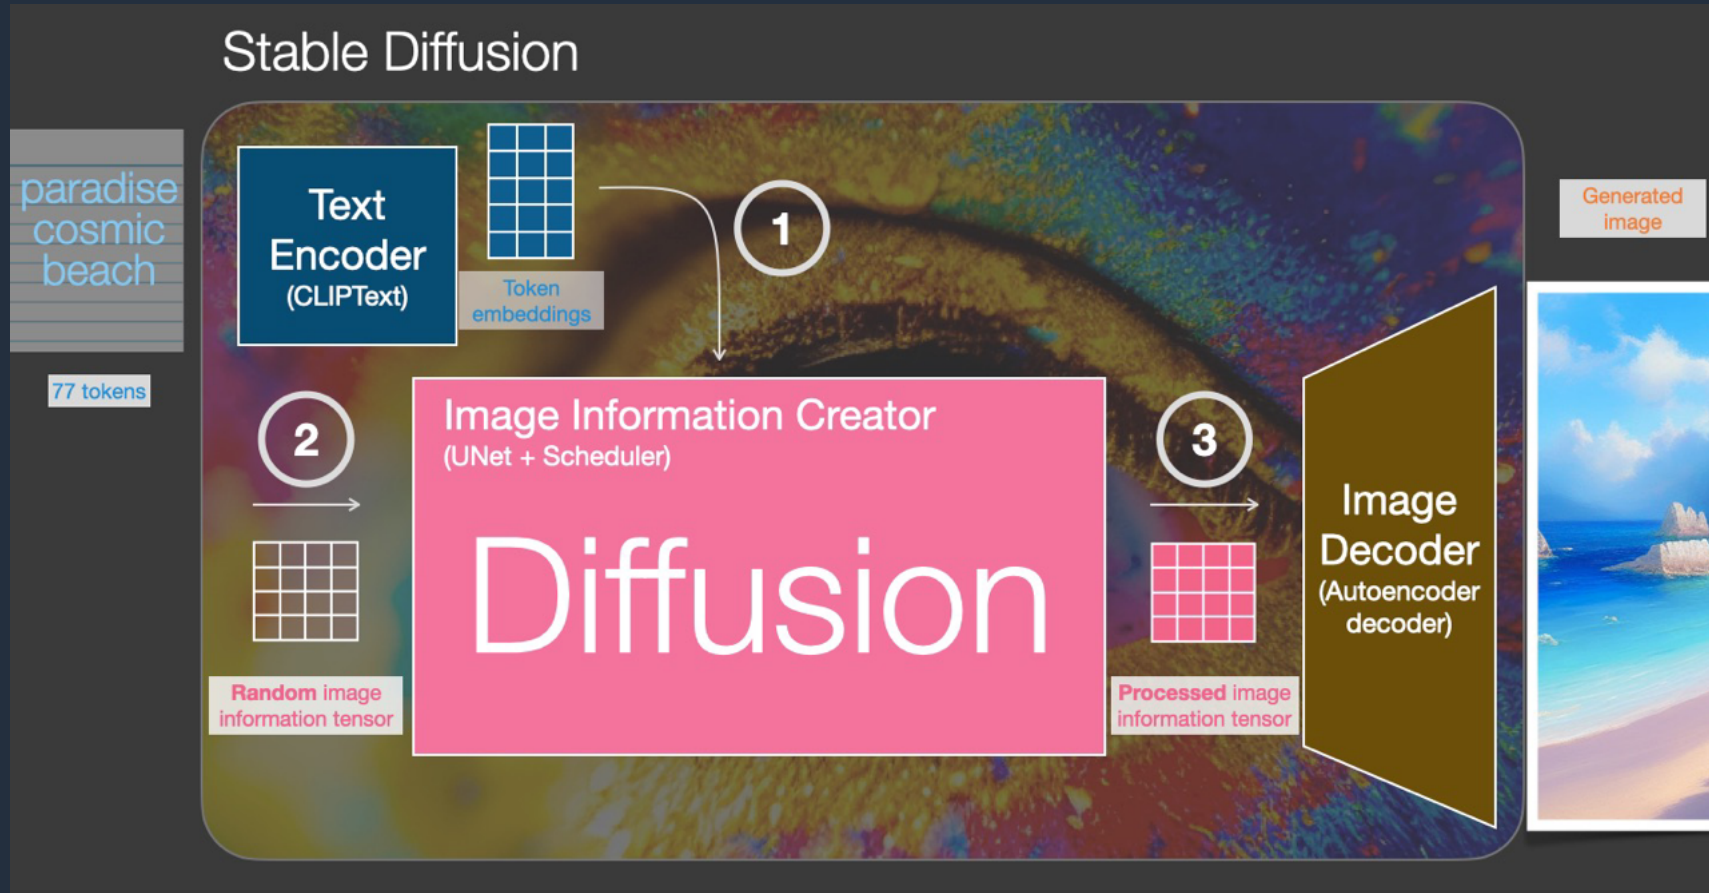 Stable Diffusion
paradise
cosmic
beach
77 tokens
Text
Encoder
(CLIPText)
Token
embeddings
1
2
Random image
information tensor
Image Information Creator
(UNet + Scheduler)
Diffusion
3
Processed image
information tensor
Image
Decoder
(Autoencoder
decoder)
Generated
image